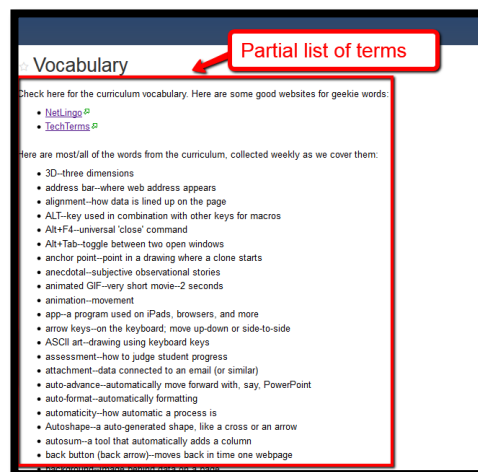 Partial list of terms
Vocabulary
Check here for the curriculum vocabulary. Here are some good websites for geekie words:
NetLingo
TechTerms
Here are most/all of the words from the curriculum, collected weekly as we cover them:
3D--three dimensions
address bar--where web address appears
alignment--how data is lined up on the page
ALT--key used in combination with other keys for macros
Alt+F4--universal 'close' command
Alt+Tab--toggle between two open windows
anchor point--point in a drawing where a clone starts
anecdotal--subjective observational stories
animated GIF--very short movie--2 seconds
animation--movement
app--a program used on iPads, browsers, and more
arrow keys--on the keyboard; move up-down or side-to-side
ASCII art--drawing using keyboard keys
assessment--how to judge student progress
attachment--data connected to an email (or similar)
auto-advance--automatically move forward with, say, PowerPoint
auto-format--automatically formatting
automaticity--how automatic a process is
Autoshape--a auto-generated shape, like a cross or an arrow
autosum--a tool that automatically adds a column
back button (back arrow)--moves back in time one webpage
background--image behind data on a page